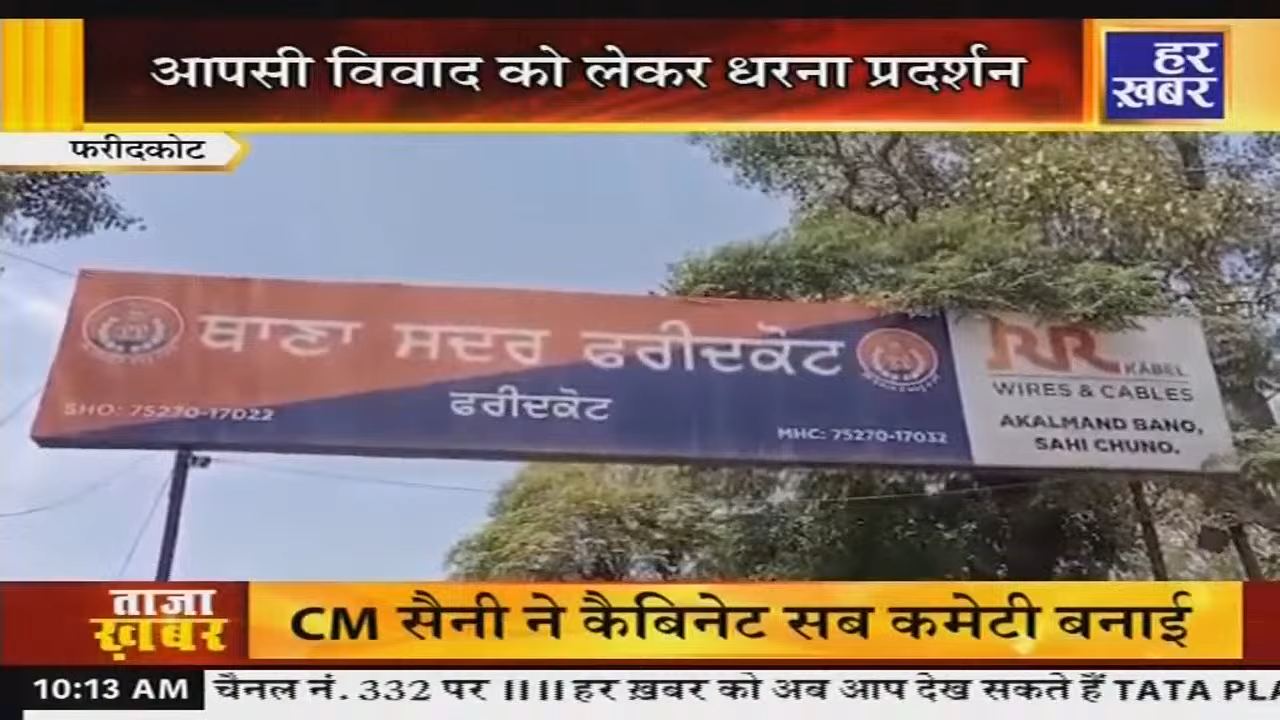 आपसी विवाद को लेकर धरना प्रदर्शन
हर
ख़बर
फरीदकोट
ਥਾਣਾ ਸਦਰ ਫਰੀਦਕੋਟ
ਫਰੀਦਕੋਟ
SHO: 75270-17022
MHC: 75270-17032
RR KABEL
WIRES & CABLES
AKALMAND BANO,
SAHI CHUNO.
ताजा
ख़बर
CM सैनी ने कैबिनेट सब कमेटी बनाई
10:13 AM
चैनल नं. 332 पर ।।।। हर ख़बर को अब आप देख सकते हैं TATA PLA